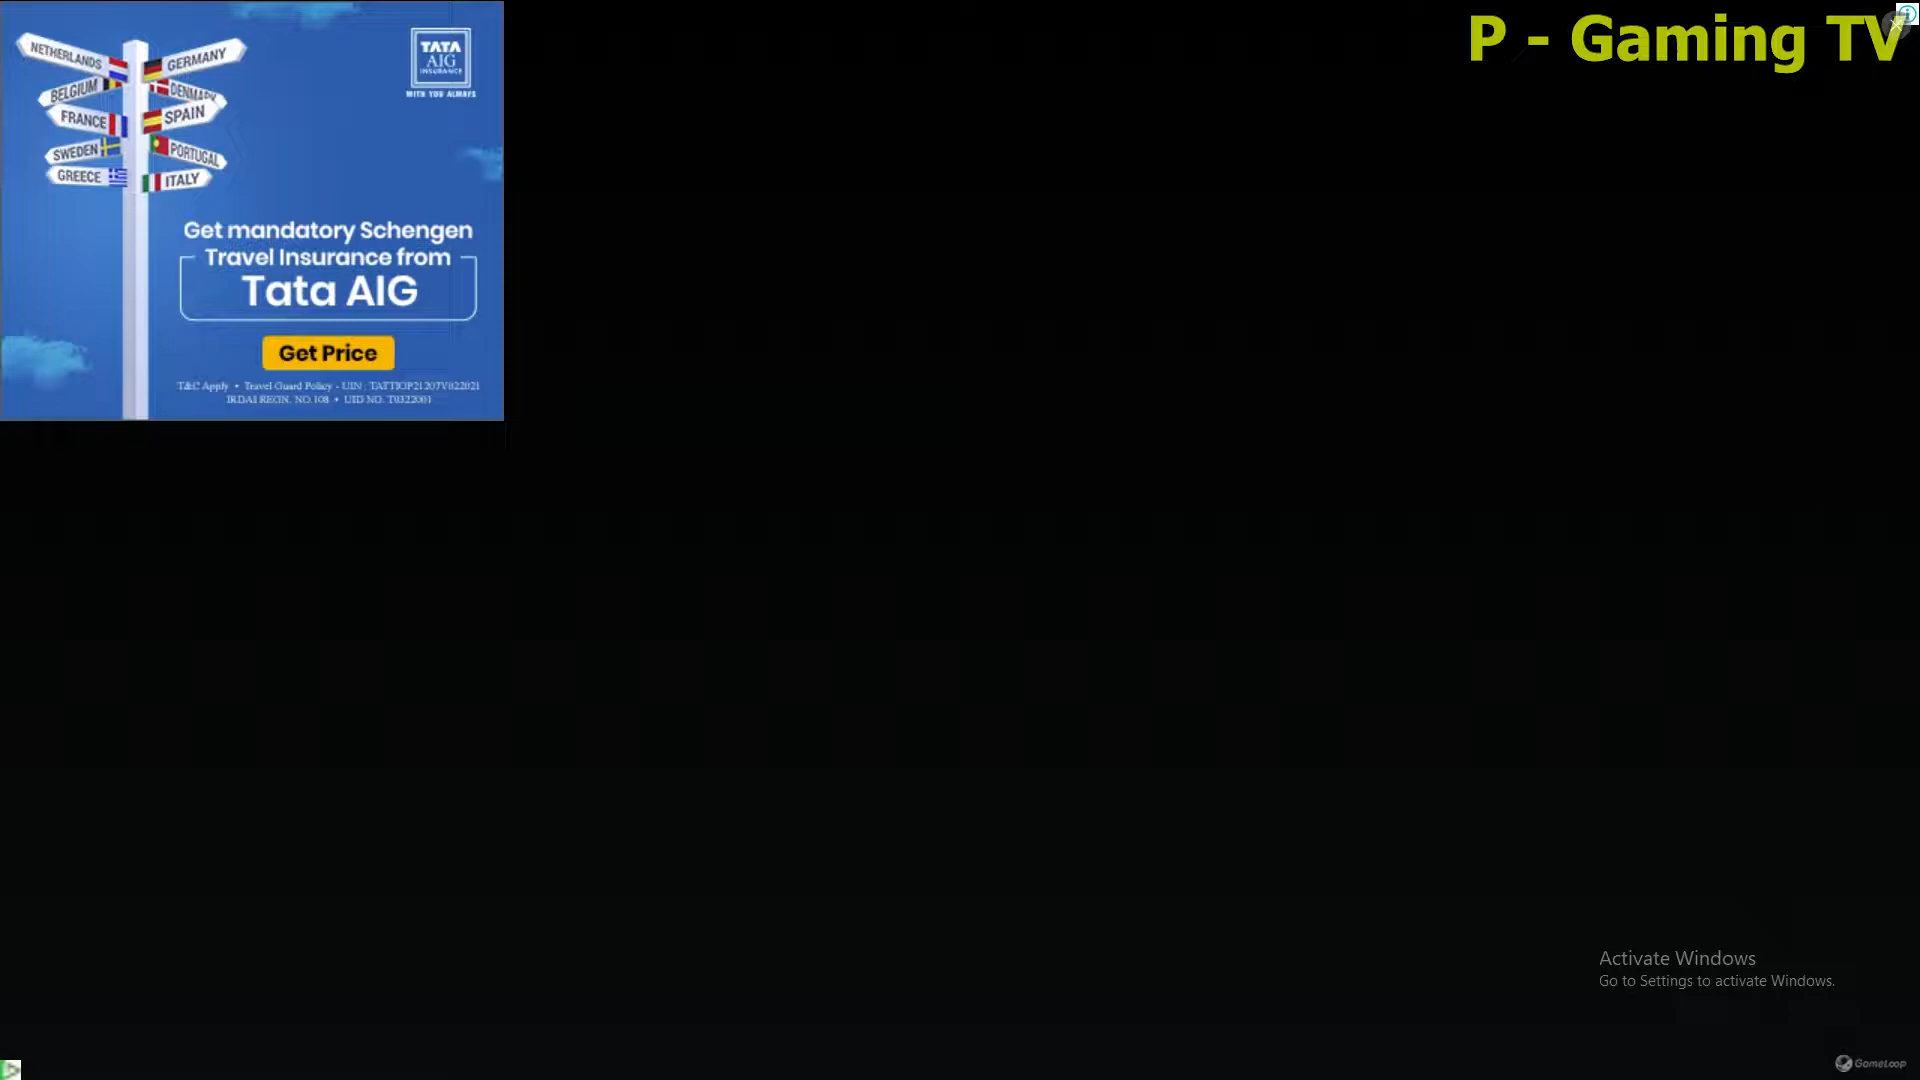 P - Gaming TV
NETHERLANDS
GERMANY
BELGIUM
DENMARK
FRANCE
SPAIN
SWEDEN
PORTUGAL
GREECE
ITALY
TATA
AIG
INSURANCE
WITH YOU ALWAYS
Get mandatory Schengen
Travel Insurance from
Tata AIG
Get Price
T&C Apply • Travel Guard Policy - UIN : TATTIOP21207V022021
IRDAI REGN. NO.108 • UID NO. T0322001
Activate Windows
Go to Settings to activate Windows.
GameLoop